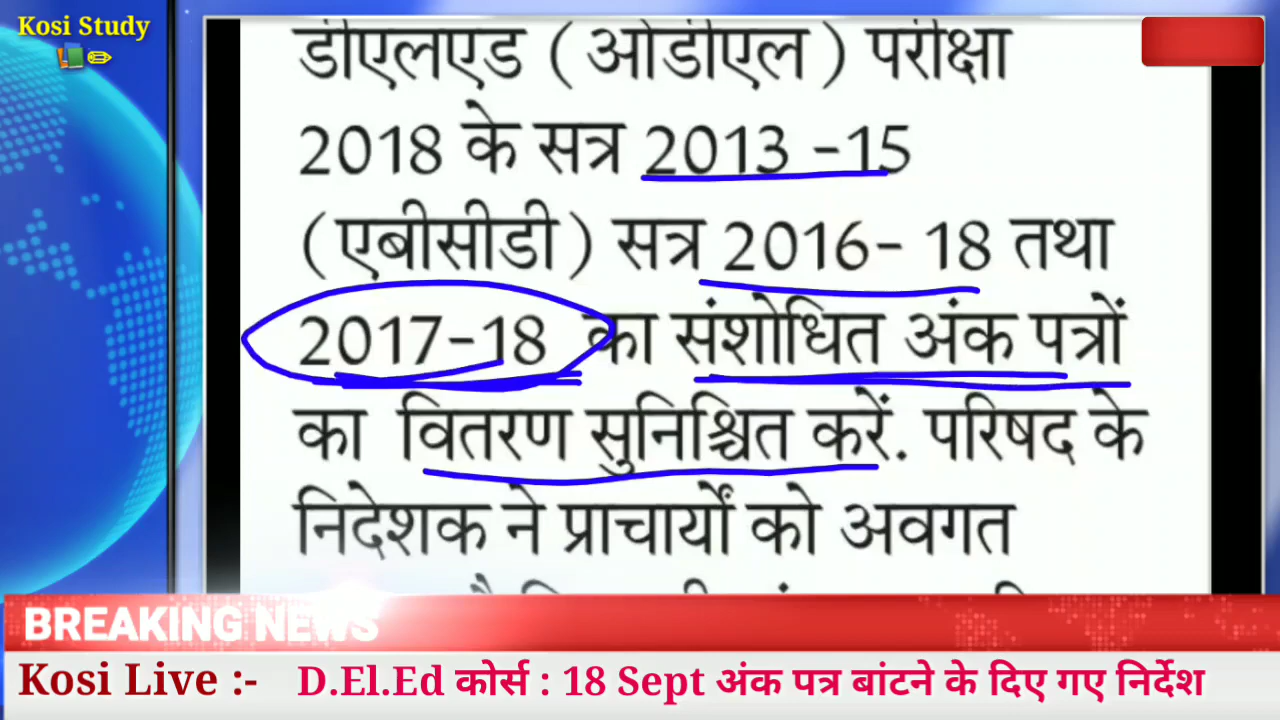 Kosi Study
डीएलएड ( ओडीएल ) परीक्षा
2018 के सत्र 2013 -15
( एबीसीडी ) सत्र 2016- 18 तथा
2017-18 का संशोधित अंक पत्रों
का वितरण सुनिश्चित करें. परिषद के
निदेशक ने प्राचार्यों को अवगत
BREAKING NEWS
Kosi Live :- D.El.Ed कोर्स : 18 Sept अंक पत्र बांटने के दिए गए निर्देश